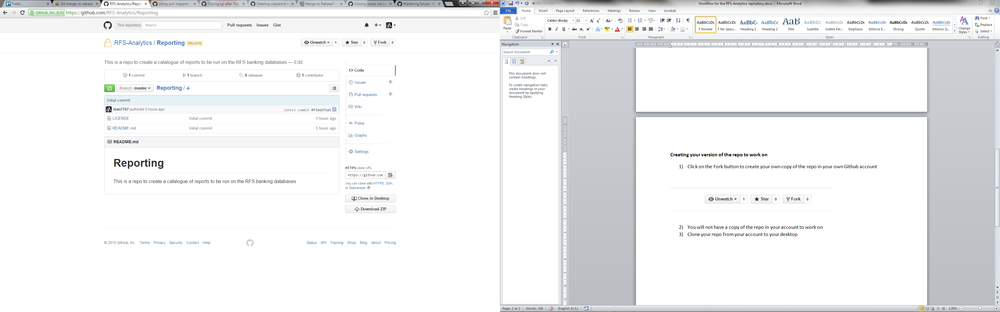 Trello
Git merge vs. rebase
RFS-Analytics/Repor
Using pull requests
Tidying up after Pull
Deleting unused bra
Merge or Rebase? —
Closing issues via co
Mastering Issues · G
GitHub, Inc. [US] https://github.com/RFS-Analytics/Reporting
This repository Search Pull requests Issues Gist
RFS-Analytics / Reporting PRIVATE
Unwatch 1 Star 0 Fork 0
This is a repo to create a catalogue of reports to be run on the RFS banking databases — Edit
1 commit 1 branch 0 releases 1 contributor
Branch: master Reporting / +
Initial commit
ivan7707 authored 5 hours ago latest commit 0f3dd2f1a5
LICENSE Initial commit 5 hours ago
README.md Initial commit 5 hours ago
README.md
Reporting
This is a repo to create a catalogue of reports to be run on the RFS banking databases
Code
Issues 0
Pull requests 0
Wiki
Pulse
Graphs
Settings
HTTPS clone URL
https://github.com
You can clone with HTTPS, SSH,
or Subversion.
Clone in Desktop
Download ZIP
© 2015 GitHub, Inc. Terms Privacy Security Contact Help
Status API Training Shop Blog About Pricing
Workflow for the RFS-Analytics repository.docx - Microsoft Word
File Home Insert Page Layout References Mailings Review View Acrobat
Paste
Cut
Copy
Format Painter
Clipboard
Calibri (Body) 11
Font
Paragraph
AaBbCcDc AaBbCcDc AaBbC AaBbCc AaB AaBbCc. AaBbCcDc AaBbCcDc AaBbCcDc AaBbCcDc AaBbCcDc AaBbCcDc
¶ Normal ¶ No Spaci... Heading 1 Heading 2 Title Subtitle Subtle Em... Emphasis Intense E... Strong Quote Intense Q...
Change
Styles
Styles
Find
Replace
Select
Editing
Navigation
Search Document
This document does not
contain headings.
To create navigation tabs,
create headings in your
document by applying
Heading Styles.
Creating your version of the repo to work on
1) Click on the Fork button to create your own copy of the repo in your own Github account
Unwatch 1 Star 0 Fork 0
2) You will not have a copy of the repo in your account to work on
3) Clone your repo from your account to your desktop
Page: 2 of 2 Words: 256 English (U.S.) 120%